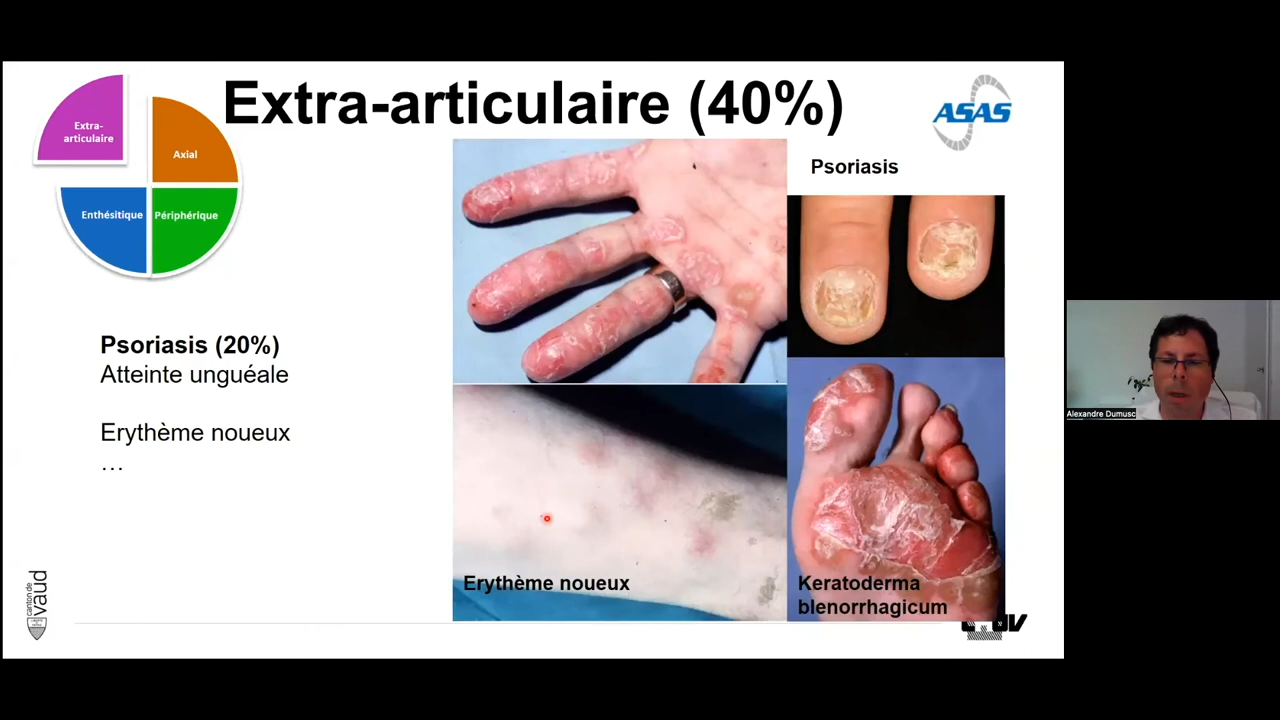 Extra-articulaire (40%)
ASAS
Extra-
articulaire
Axial
Enthésitique
Périphérique
Psoriasis
Psoriasis (20%)
Atteinte unguéale
Erythème noueux
…
Erythème noueux
Keratoderma
blenorrhagicum
canton de
vaud
Alexandre Dumusc